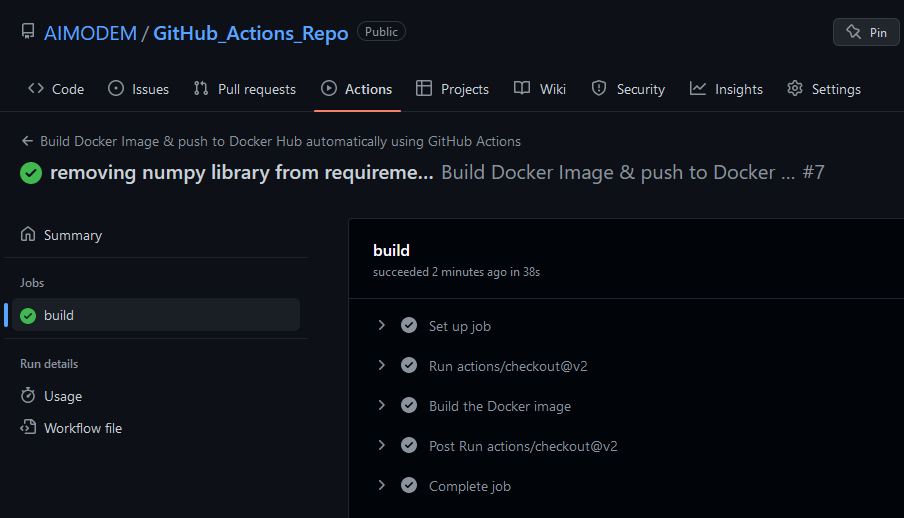 AIMODEM / GitHub_Actions_Repo Public Pin
Code Issues Pull requests Actions Projects Wiki Security Insights Settings
Build Docker Image & push to Docker Hub automatically using GitHub Actions
removing numpy library from requireme... Build Docker Image & push to Docker ... #7
Summary
Jobs
build
Run details
Usage
Workflow file
build
succeeded 2 minutes ago in 38s
Set up job
Run actions/checkout@v2
Build the Docker image
Post Run actions/checkout@v2
Complete job